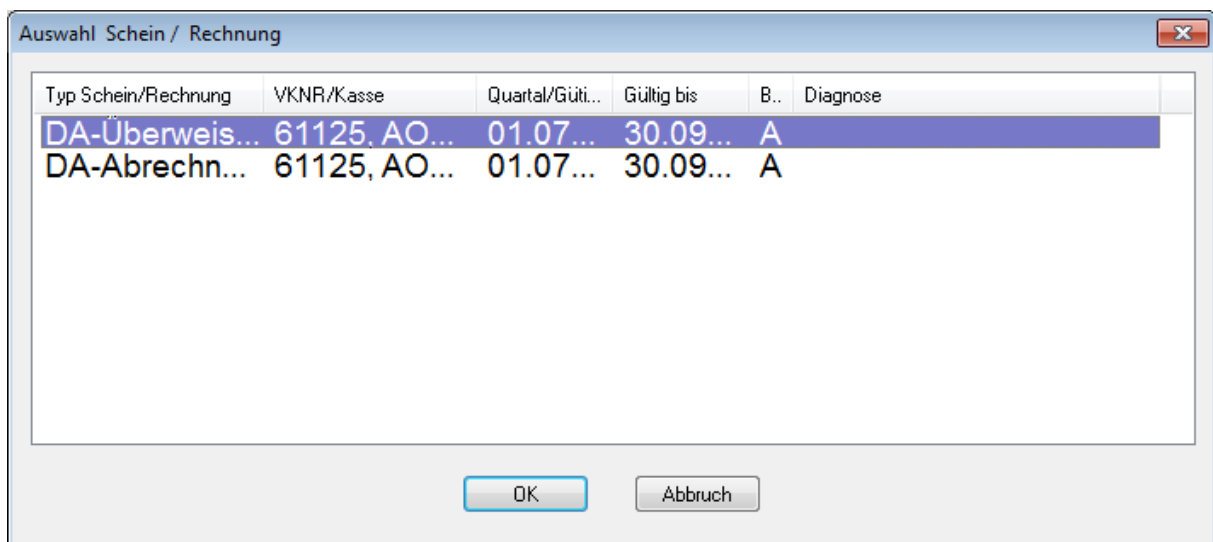 Auswahl Schein / Rechnung
Typ Schein/Rechnung VKNR/Kasse Quartal/Güti... Gültig bis B.. Diagnose
DA-Überweis... 61125, AO... 01.07... 30.09... A
DA-Abrechn... 61125, AO... 01.07... 30.09... A
OK Abbruch